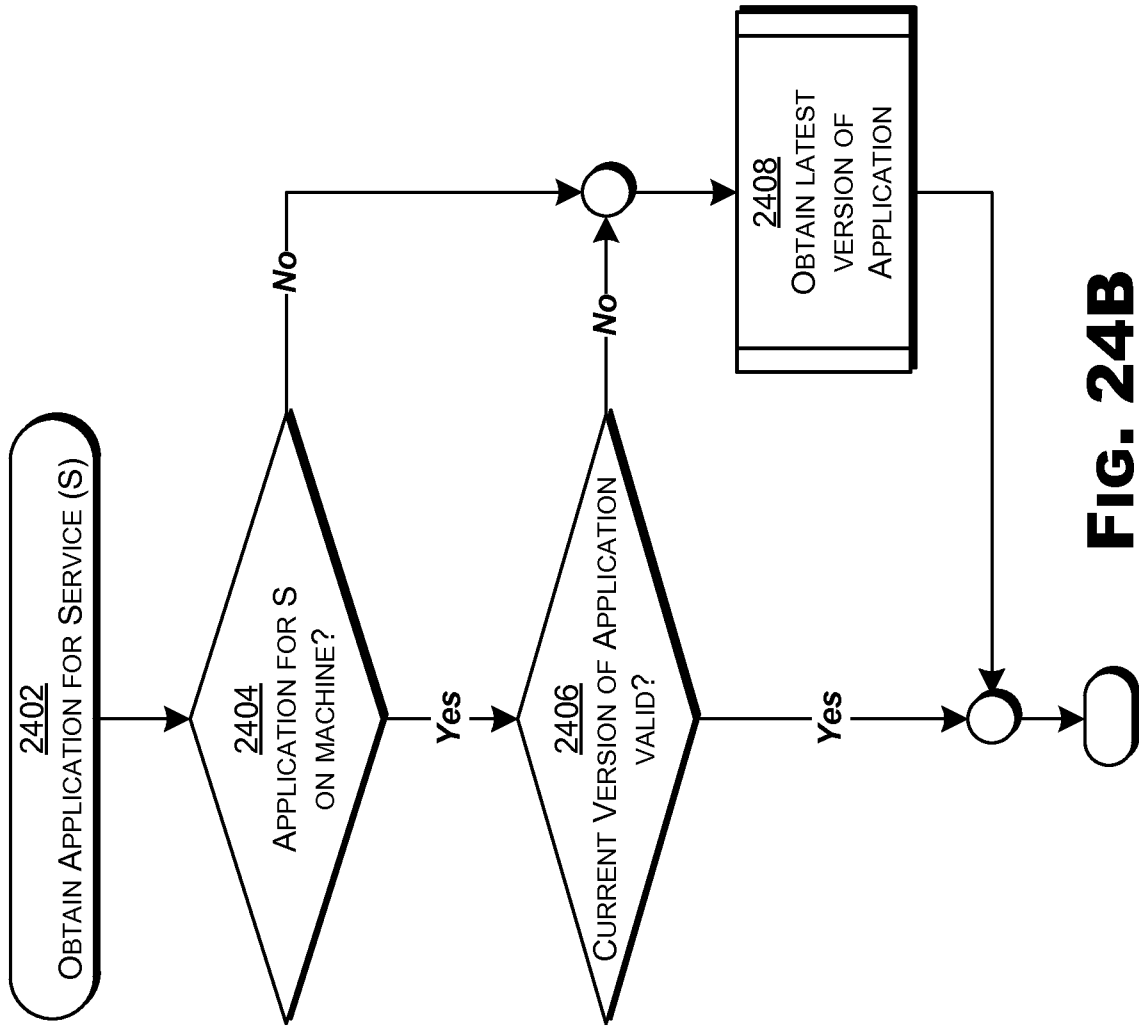 2402
OBTAIN APPLICATION FOR SERVICE (S)
2404
APPLICATION FOR S
ON MACHINE?
No
Yes
2406
CURRENT VERSION OF APPLICATION
VALID?
No
Yes
2408
OBTAIN LATEST
VERSION OF
APPLICATION
FIG. 24B